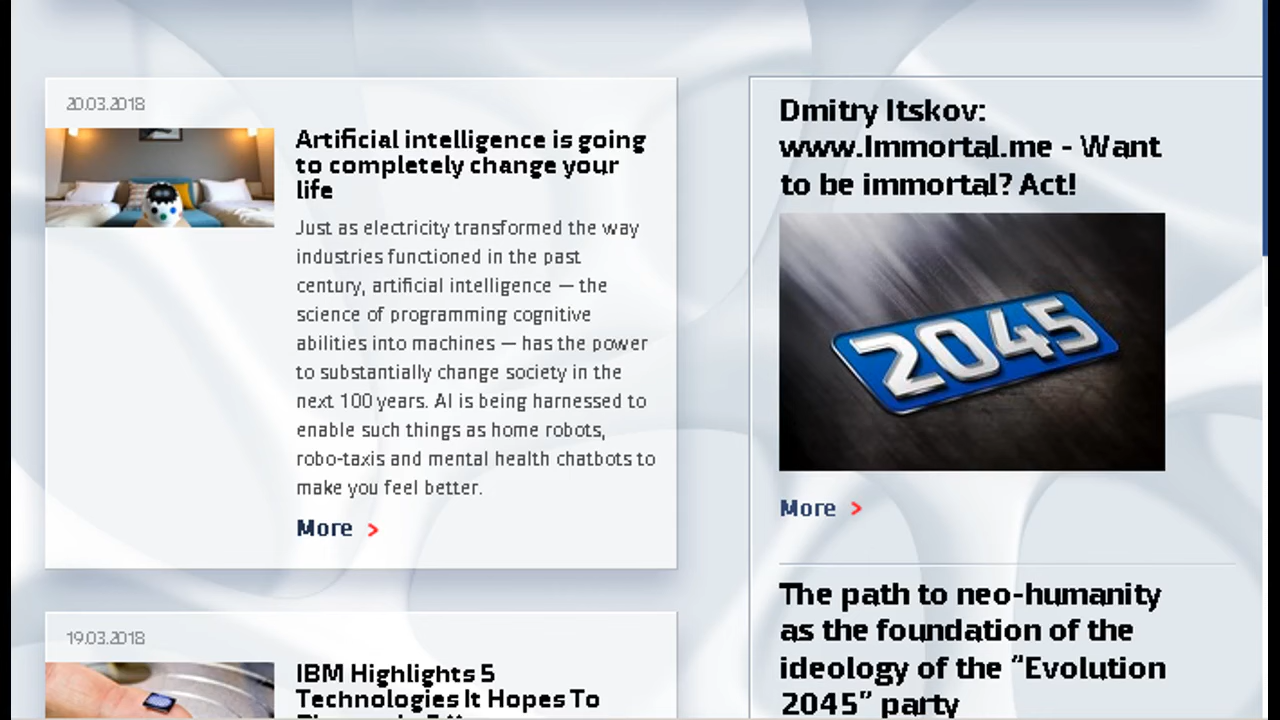 20.03.2018
Artificial intelligence is going
to completely change your
life
Just as electricity transformed the way
industries functioned in the past
century, artificial intelligence — the
science of programming cognitive
abilities into machines — has the power
to substantially change society in the
next 100 years. AI is being harnessed to
enable such things as home robots,
robo-taxis and mental health chatbots to
make you feel better.
More >
19.03.2018
IBM Highlights 5
Technologies It Hopes To
Dmitry Itskov:
www.Immortal.me - Want
to be immortal? Act!
2045
More >
The path to neo-humanity
as the foundation of the
ideology of the “Evolution
2045” party